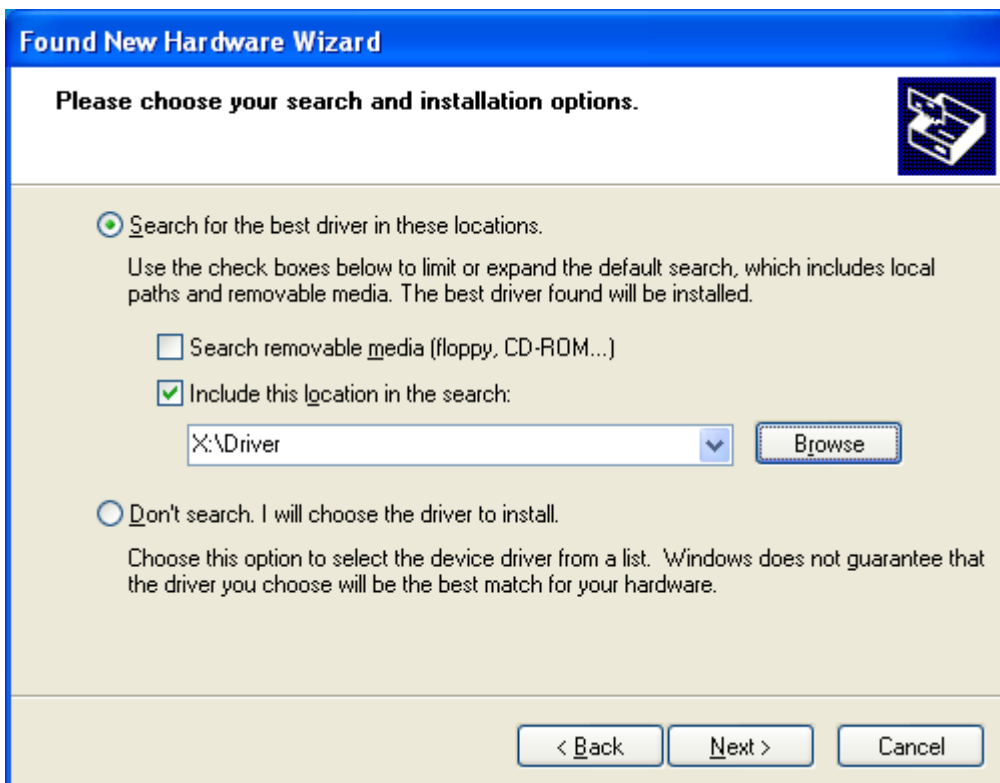 Found New Hardware Wizard
Please choose your search and installation options.
Search for the best driver in these locations.
Use the check boxes below to limit or expand the default search, which includes local
paths and removable media. The best driver found will be installed.
Search removable media (floppy, CD-ROM...)
Include this location in the search:
X:\Driver
Browse
Don't search. I will choose the driver to install.
Choose this option to select the device driver from a list.  Windows does not guarantee that
the driver you choose will be the best match for your hardware.
< Back
Next >
Cancel